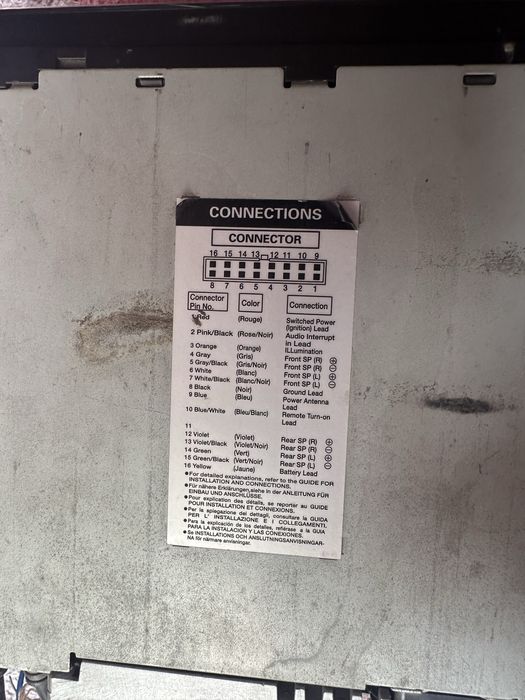 CONNECTIONS
CONNECTOR
16 15 14 13 12 11 10 9
8 7 6 5 4 3 2 1
Connector Pin No. Color Connection
1 Red (Rouge) Switched Power (ignition) Lead
2 Pink/Black (Rose/Noir) Audio Interrupt in Lead
3 Orange (Orange) ILLumination
4 Gray (Gris) Front SP (R) ⊕
5 Gray/Black (Gris/Noir) Front SP (R) ⊖
6 White (Blanc) Front SP (L) ⊕
7 White/Black (Blanc/Noir) Front SP (L) ⊖
8 Black (Noir) Ground Lead
9 Blue (Bleu) Power Antenna Lead
10 Blue/White (Bleu/Blanc) Remote Turn-on Lead
11
12 Violet (Violet) Rear SP (R) ⊕
13 Violet/Black (Violet/Noir) Rear SP (R) ⊖
14 Green (Vert) Rear SP (L) ⊕
15 Green/Black (Vert/Noir) Rear SP (L) ⊖
16 Yellow (Jaune) Battery Lead
●For detailed explanations, refer to the GUIDE FOR
INSTALLATION AND CONNECTIONS.
●Für nähere Erklärungen,siehe in der ANLEITUNG FÜR
EINBAU UND ANSCHLÜSSE.
●Pour explication des détails, se reporter au GUIDE
POUR INSTALLATION ET CONNEXIONS.
●Per la spiegazione dei dettagli, consultare la GUIDA
PER L' INSTALLAZIONE E I COLLEGAMENTI.
●Para la explicación de los detalles, refiérase a la GUIA
PARA LA INSTALACION Y LAS CONEXIONES.
●Se INSTALLATIONS OCH ANSLUTNINGSANVISNINGAR-
NA för närmare anvisningar.